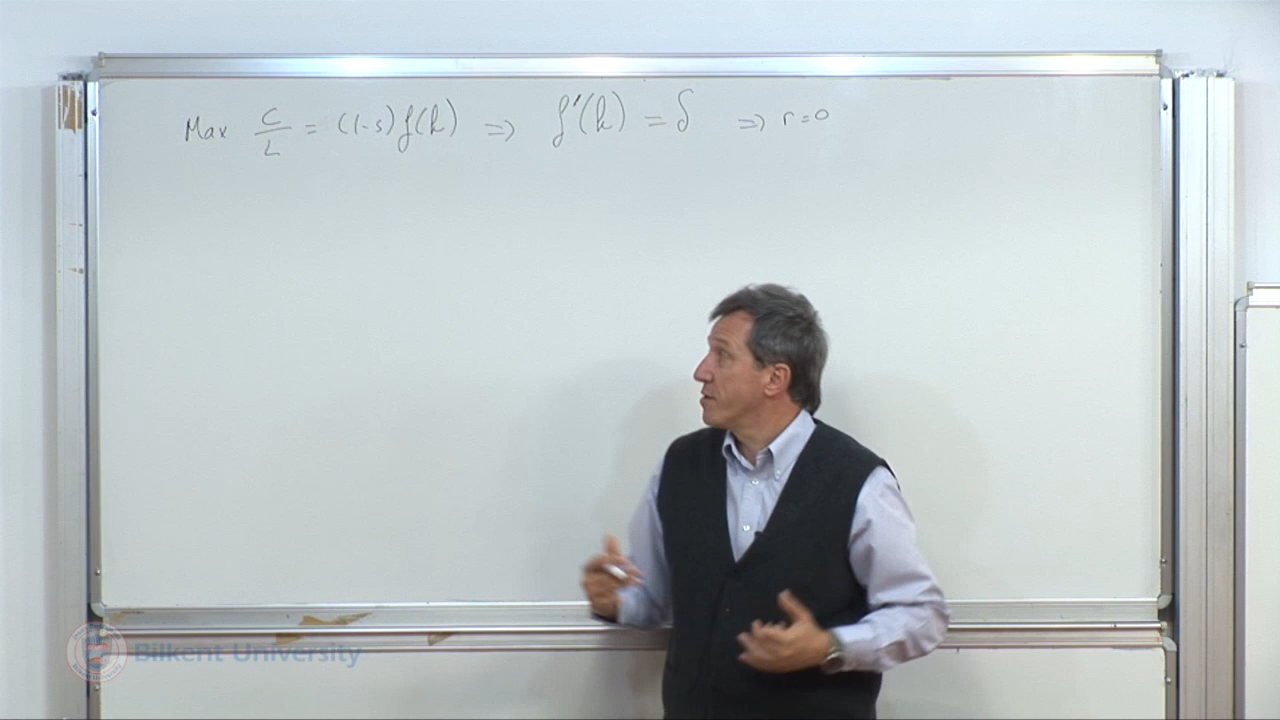 Max C/L = (1-s) f(k) ⇒ f'(k) = δ ⇒ r = 0
Bilkent University